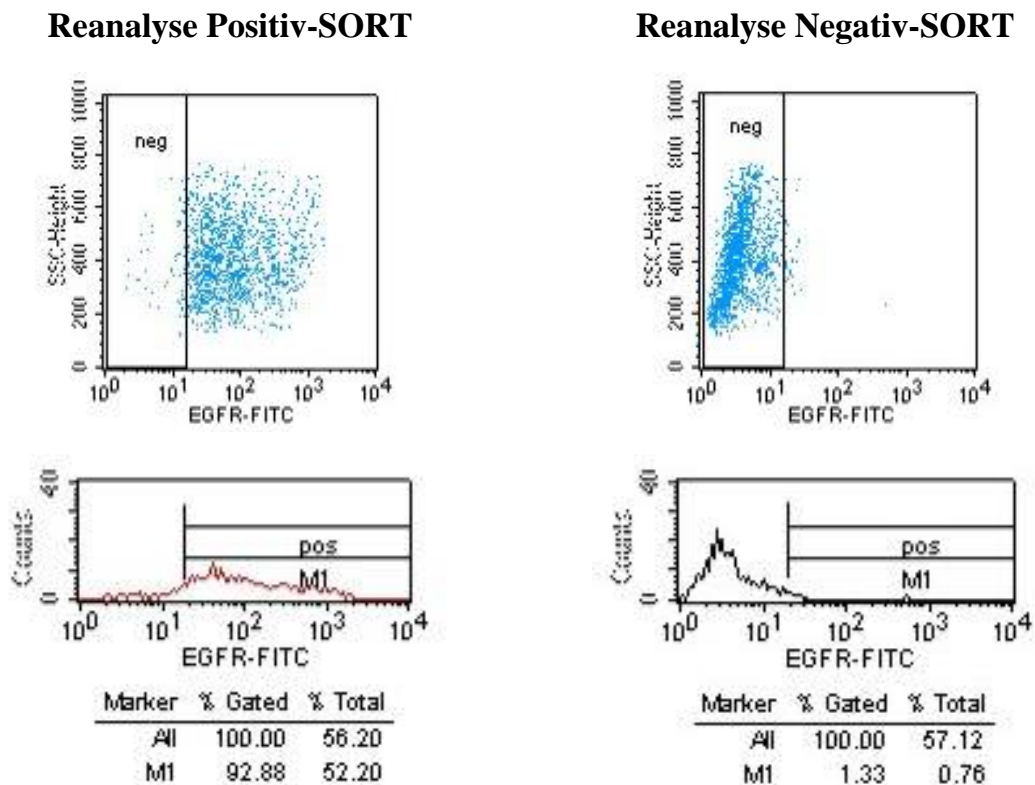 Reanalyse Positiv-SORT
Reanalyse Negativ-SORT
1000
800
600
400
200
0
SSC-Height
neg
10^0 10^1 10^2 10^3 10^4
EGFR-FITC
1000
800
600
400
200
0
SSC-Height
neg
10^0 10^1 10^2 10^3 10^4
EGFR-FITC
40
0
Counts
pos
M1
10^0 10^1 10^2 10^3 10^4
EGFR-FITC
Marker % Gated % Total
All 100.00 56.20
M1 92.88 52.20
40
0
Counts
pos
M1
10^0 10^1 10^2 10^3 10^4
EGFR-FITC
Marker % Gated % Total
All 100.00 57.12
M1 1.33 0.76